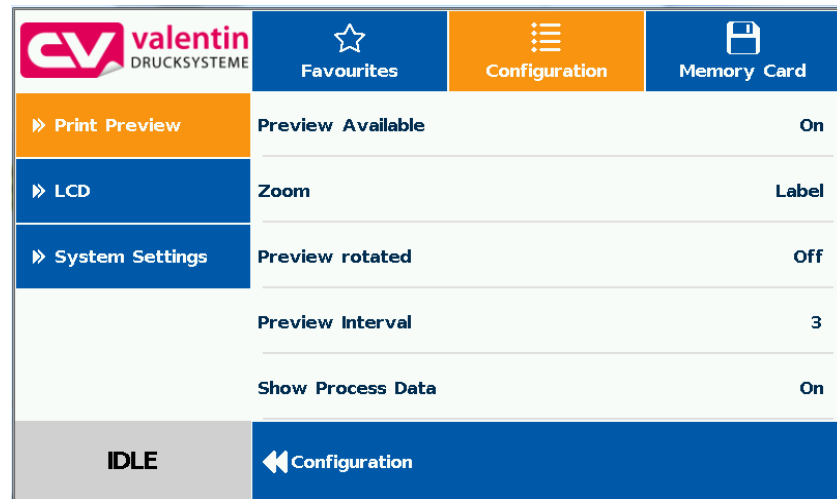 CV valentin
DRUCKSYSTEME
Favourites
Configuration
Memory Card
Print Preview
LCD
System Settings
Preview Available On
Zoom Label
Preview rotated Off
Preview Interval 3
Show Process Data On
IDLE
Configuration